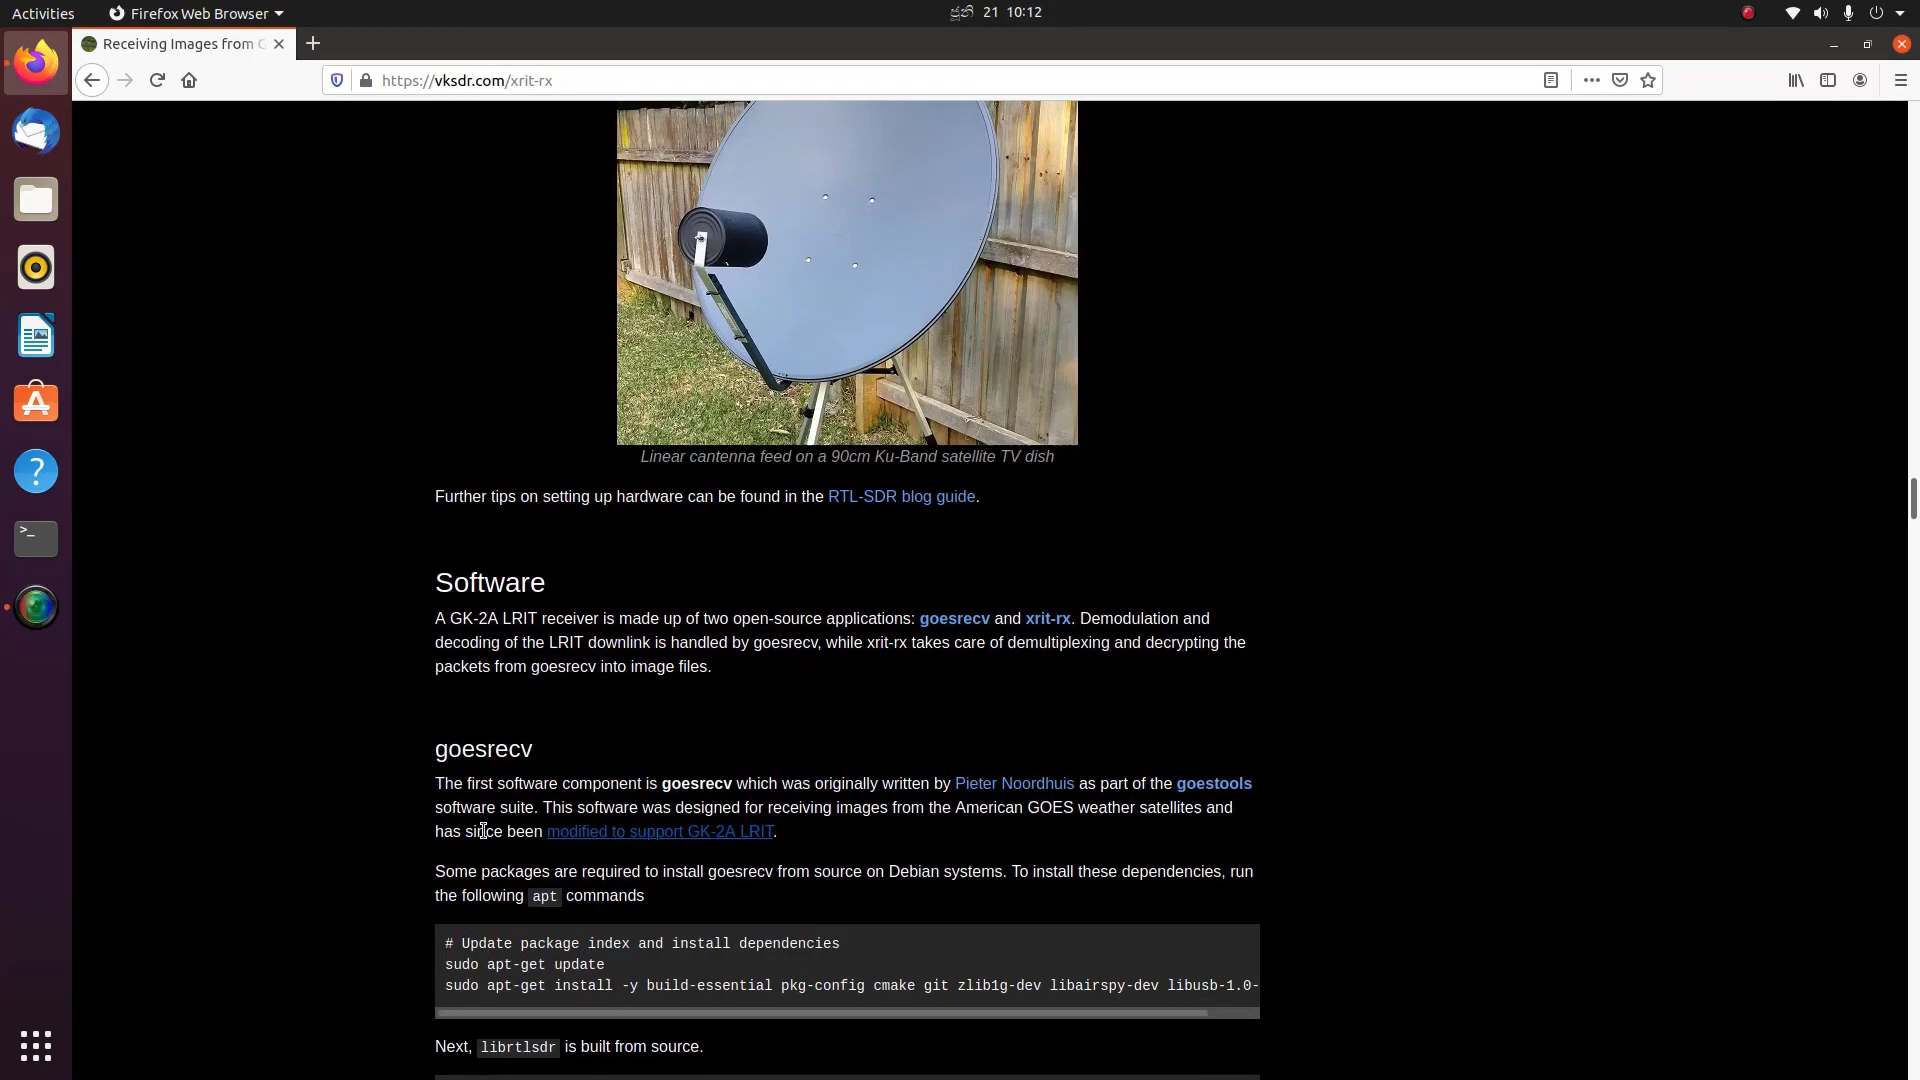 Activities
Firefox Web Browser
ජූනි 21 10:12
Receiving Images from G
https://vksdr.com/xrit-rx
Linear cantenna feed on a 90cm Ku-Band satellite TV dish
Further tips on setting up hardware can be found in the RTL-SDR blog guide.
Software
A GK-2A LRIT receiver is made up of two open-source applications: goesrecv and xrit-rx. Demodulation and
decoding of the LRIT downlink is handled by goesrecv, while xrit-rx takes care of demultiplexing and decrypting the
packets from goesrecv into image files.
goesrecv
The first software component is goesrecv which was originally written by Pieter Noordhuis as part of the goestools
software suite. This software was designed for receiving images from the American GOES weather satellites and
has since been modified to support GK-2A LRIT.
Some packages are required to install goesrecv from source on Debian systems. To install these dependencies, run
the following apt commands
# Update package index and install dependencies
sudo apt-get update
sudo apt-get install -y build-essential pkg-config cmake git zlib1g-dev libairspy-dev libusb-1.0-
Next, librtlsdr is built from source.